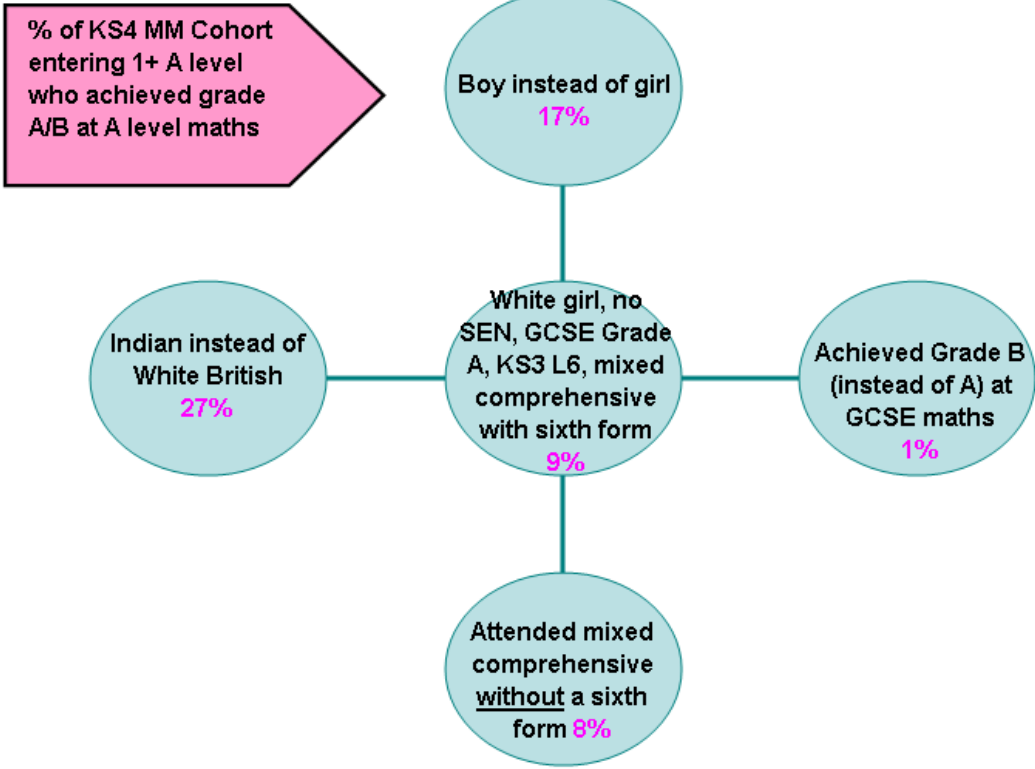 % of KS4 MM Cohort
entering 1+ A level
who achieved grade
A/B at A level maths
Boy instead of girl
17%
Indian instead of
White British
27%
White girl, no
SEN, GCSE Grade
A, KS3 L6, mixed
comprehensive
with sixth form
9%
Achieved Grade B
(instead of A) at
GCSE maths
1%
Attended mixed
comprehensive
without a sixth
form 8%